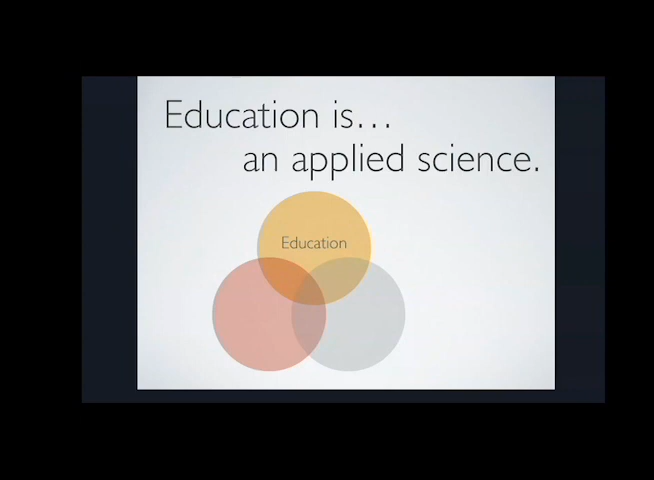 Education is…
an applied science.
Education